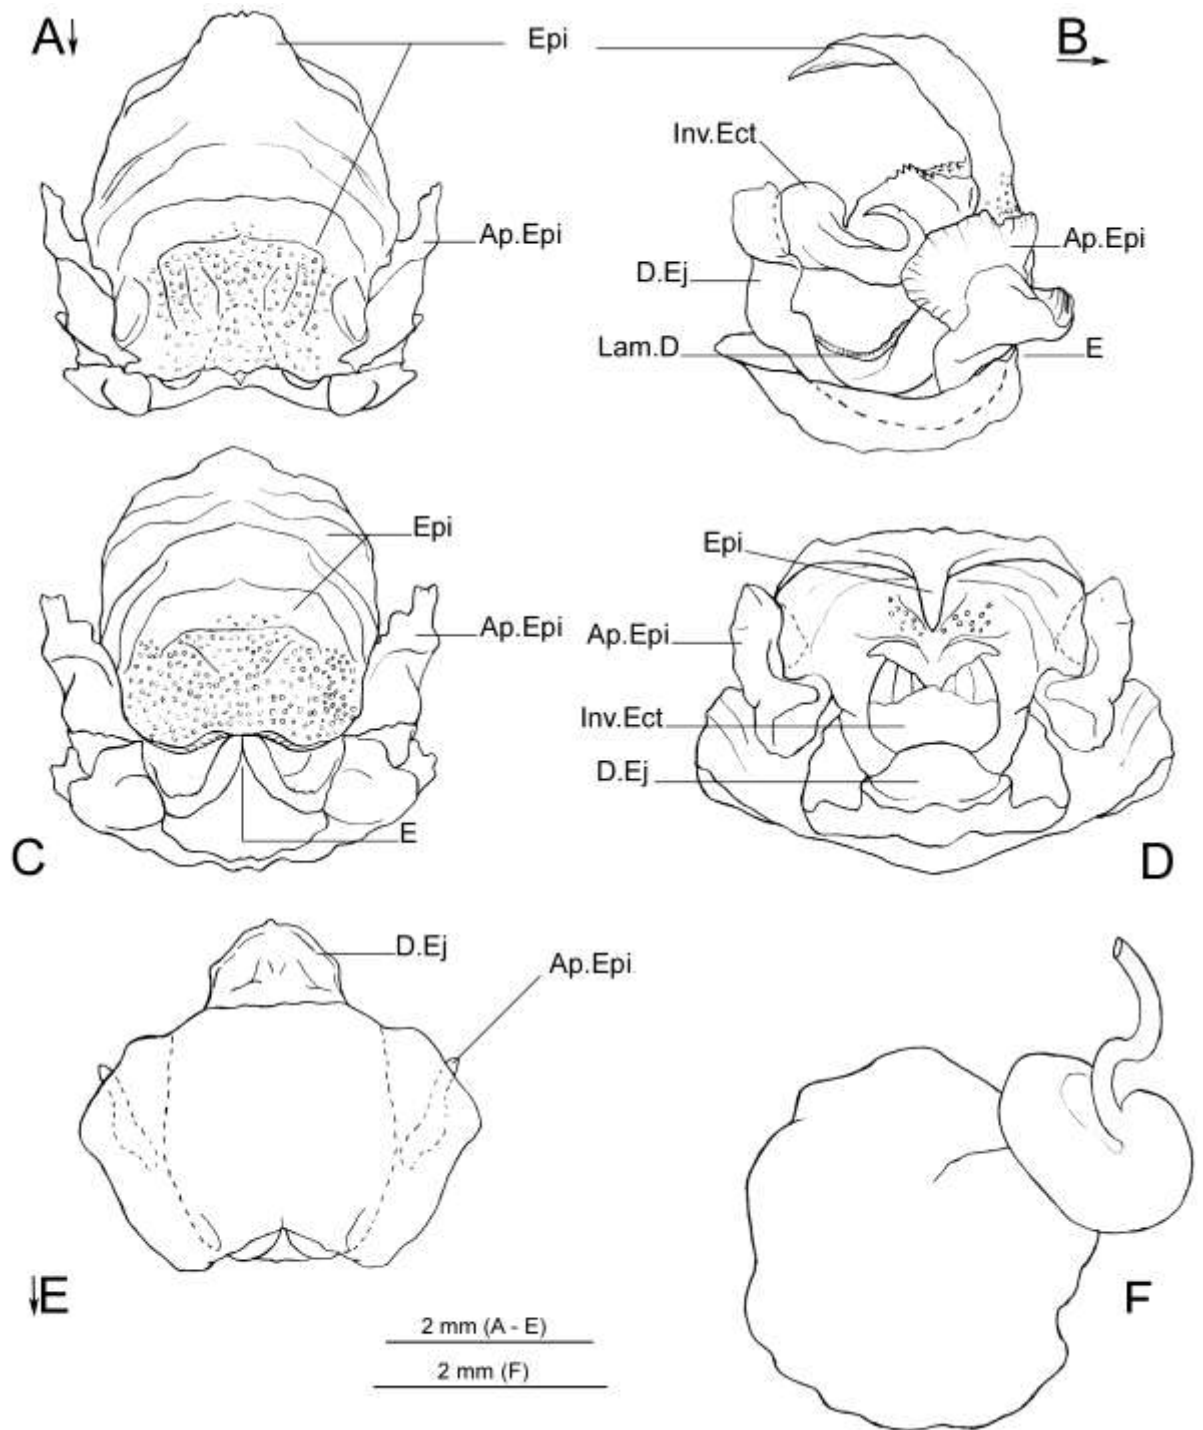 A
Epi
B
Inv.Ect
Ap.Epi
Ap.Epi
D.Ej
Lam.D
E
Epi
Epi
Ap.Epi
Ap.Epi
Inv.Ect
D.Ej
E
C
D
D.Ej
Ap.Epi
E
F
2 mm (A - E)
2 mm (F)